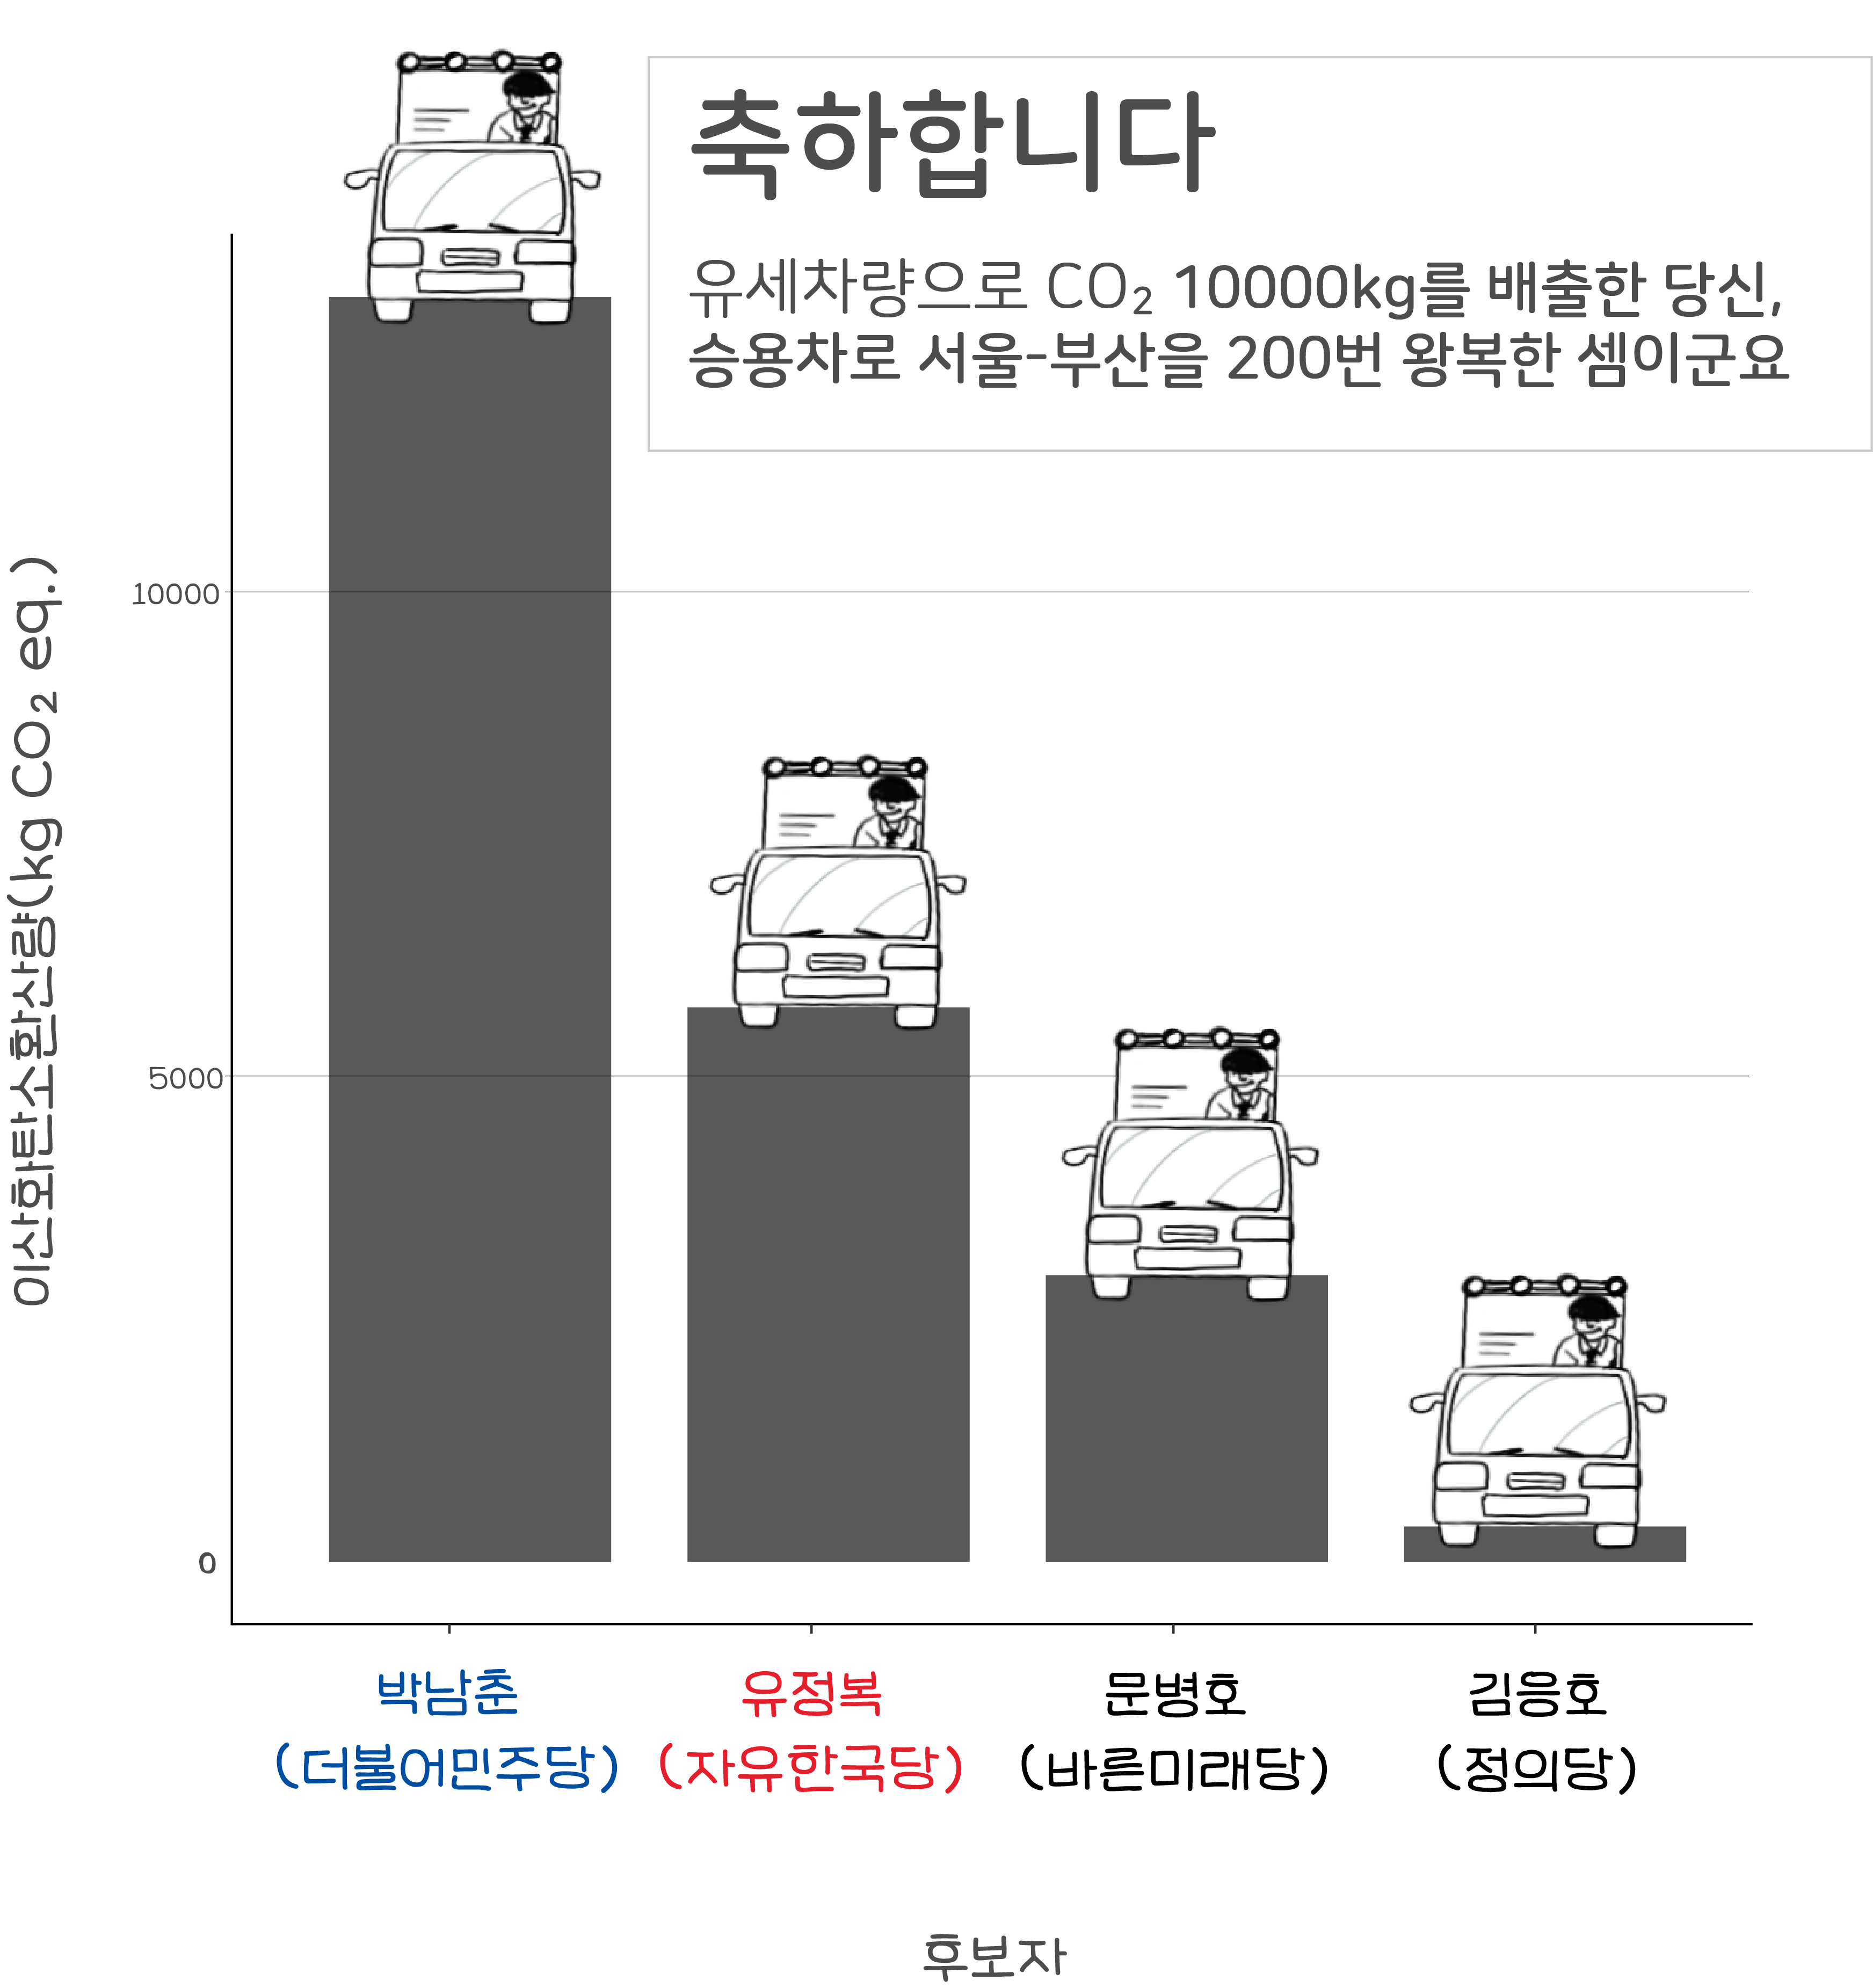 축하합니다
유세차량으로 CO₂ 10000kg를 배출한 당신,
승용차로 서울-부산을 200번 왕복한 셈이군요
이산화탄소환산량(kg CO₂ eq.)
10000
5000
0
박남춘 유정복 문병호 김응호
(더불어민주당) (자유한국당) (바른미래당) (정의당)
후보자